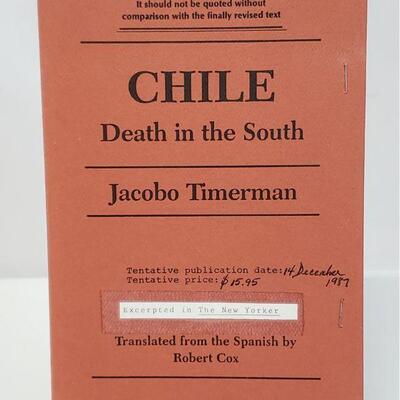 It should not be quoted without
comparison with the finally revised text
CHILE
Death in the South
Jacobo Timerman
Tentative publication date: 14 December
Tentative price: $15.95 1987
Excerpted in The New Yorker
Translated from the Spanish by
Robert Cox